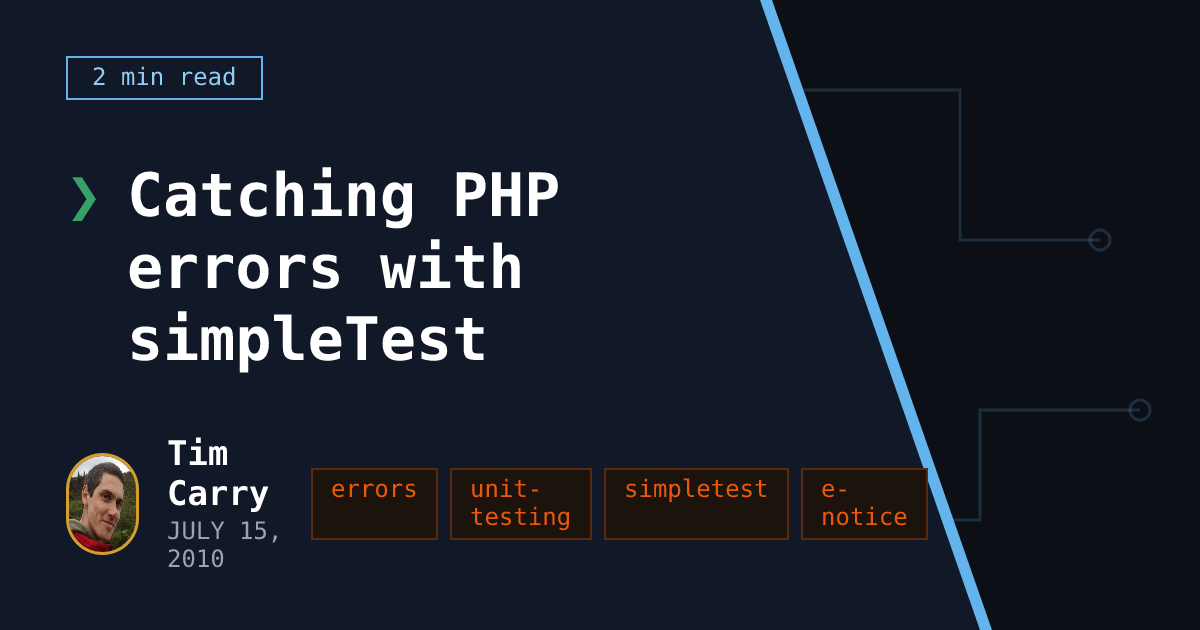 2 min read
❯ Catching PHP
errors with
simpleTest
Tim
Carry
JULY 15,
2010
errors
unit-
testing
simpletest
e-
notice